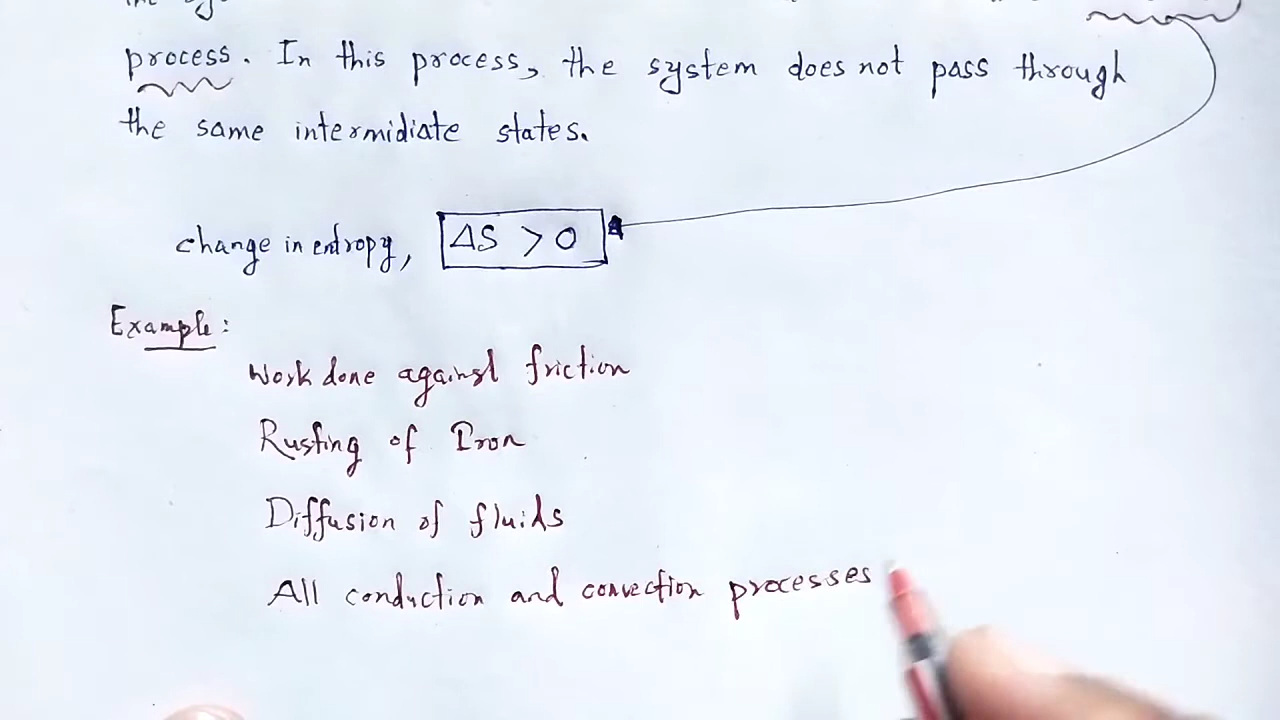 the
process. In this process, the system does not pass through
the same intermidiate states.
change in entropy, ΔS > 0
Example:
Work done against friction
Rusting of Iron
Diffusion of fluids
All conduction and convection processes